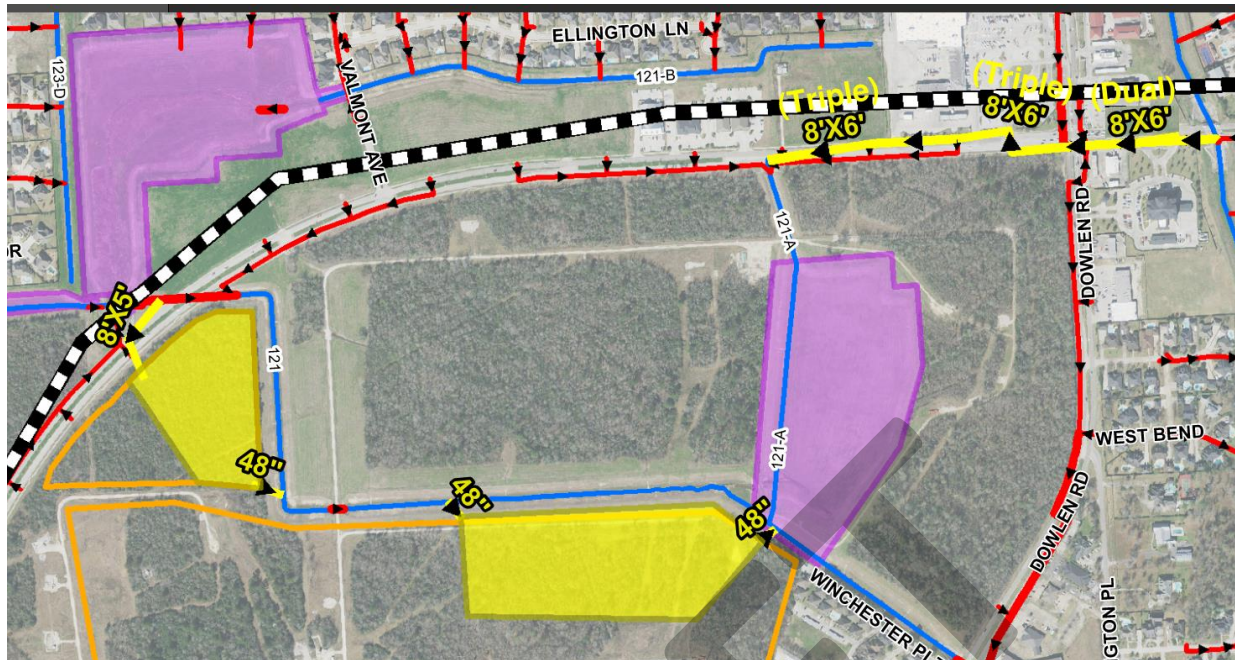 ELLINGTON LN
123-D
VALMONT AVE
121-B
(Triple)
8'X6'
(Triple)
8'X6'
(Dual)
8'X6'
121-A
DOWLEN RD
OR
8'X5'
121
121-A
WEST BEND
48"
48"
48"
DOWLEN RD
WINCHESTER PL
GTON PL